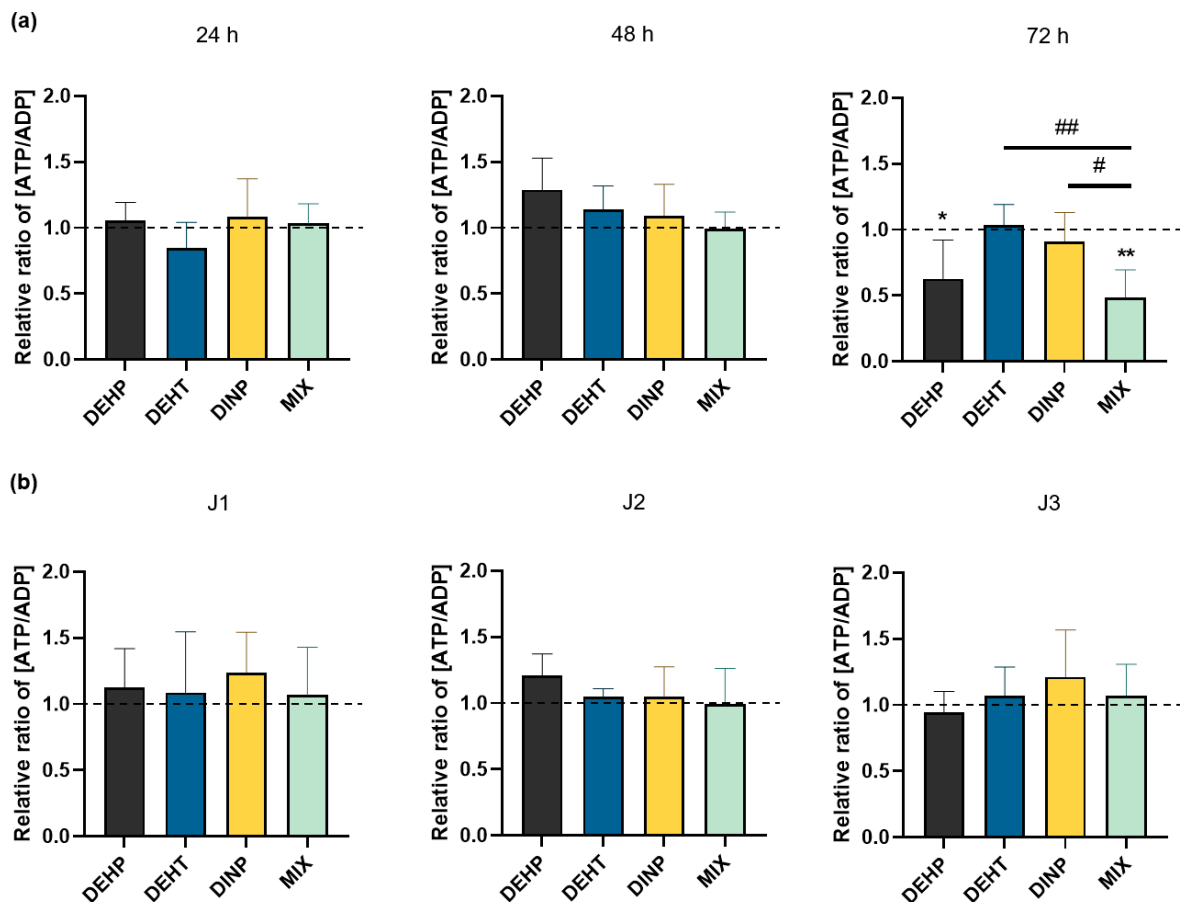 (a)
24 h
48 h
72 h
Relative ratio of [ATP/ADP]
2.0
1.5
1.0
0.5
0.0
DEHP
DEHT
DINP
MIX
Relative ratio of [ATP/ADP]
2.0
1.5
1.0
0.5
0.0
DEHP
DEHT
DINP
MIX
Relative ratio of [ATP/ADP]
2.0
1.5
1.0
0.5
0.0
##
#
*
**
DEHP
DEHT
DINP
MIX
(b)
J1
J2
J3
Relative ratio of [ATP/ADP]
2.0
1.5
1.0
0.5
0.0
DEHP
DEHT
DINP
MIX
Relative ratio of [ATP/ADP]
2.0
1.5
1.0
0.5
0.0
DEHP
DEHT
DINP
MIX
Relative ratio of [ATP/ADP]
2.0
1.5
1.0
0.5
0.0
DEHP
DEHT
DINP
MIX